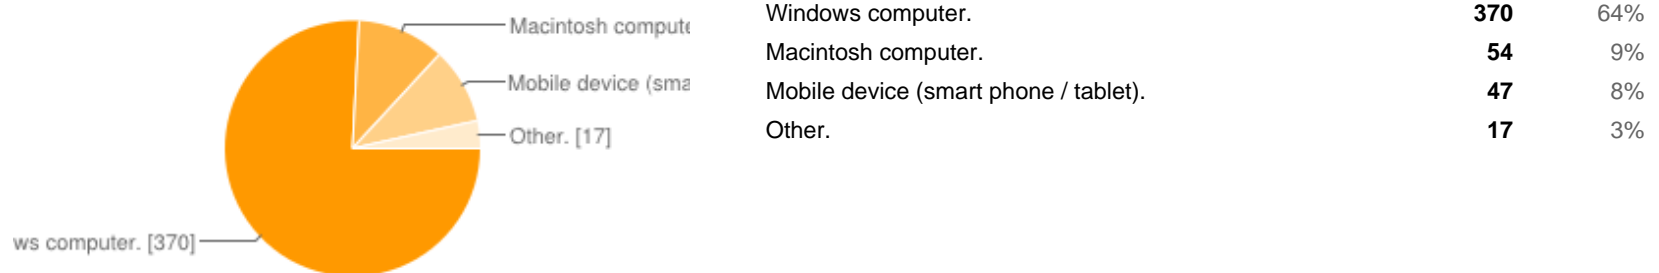 Macintosh compute
Mobile device (sma
Other. [17]
ws computer. [370]
Windows computer. 370 64%
Macintosh computer. 54 9%
Mobile device (smart phone / tablet). 47 8%
Other. 17 3%